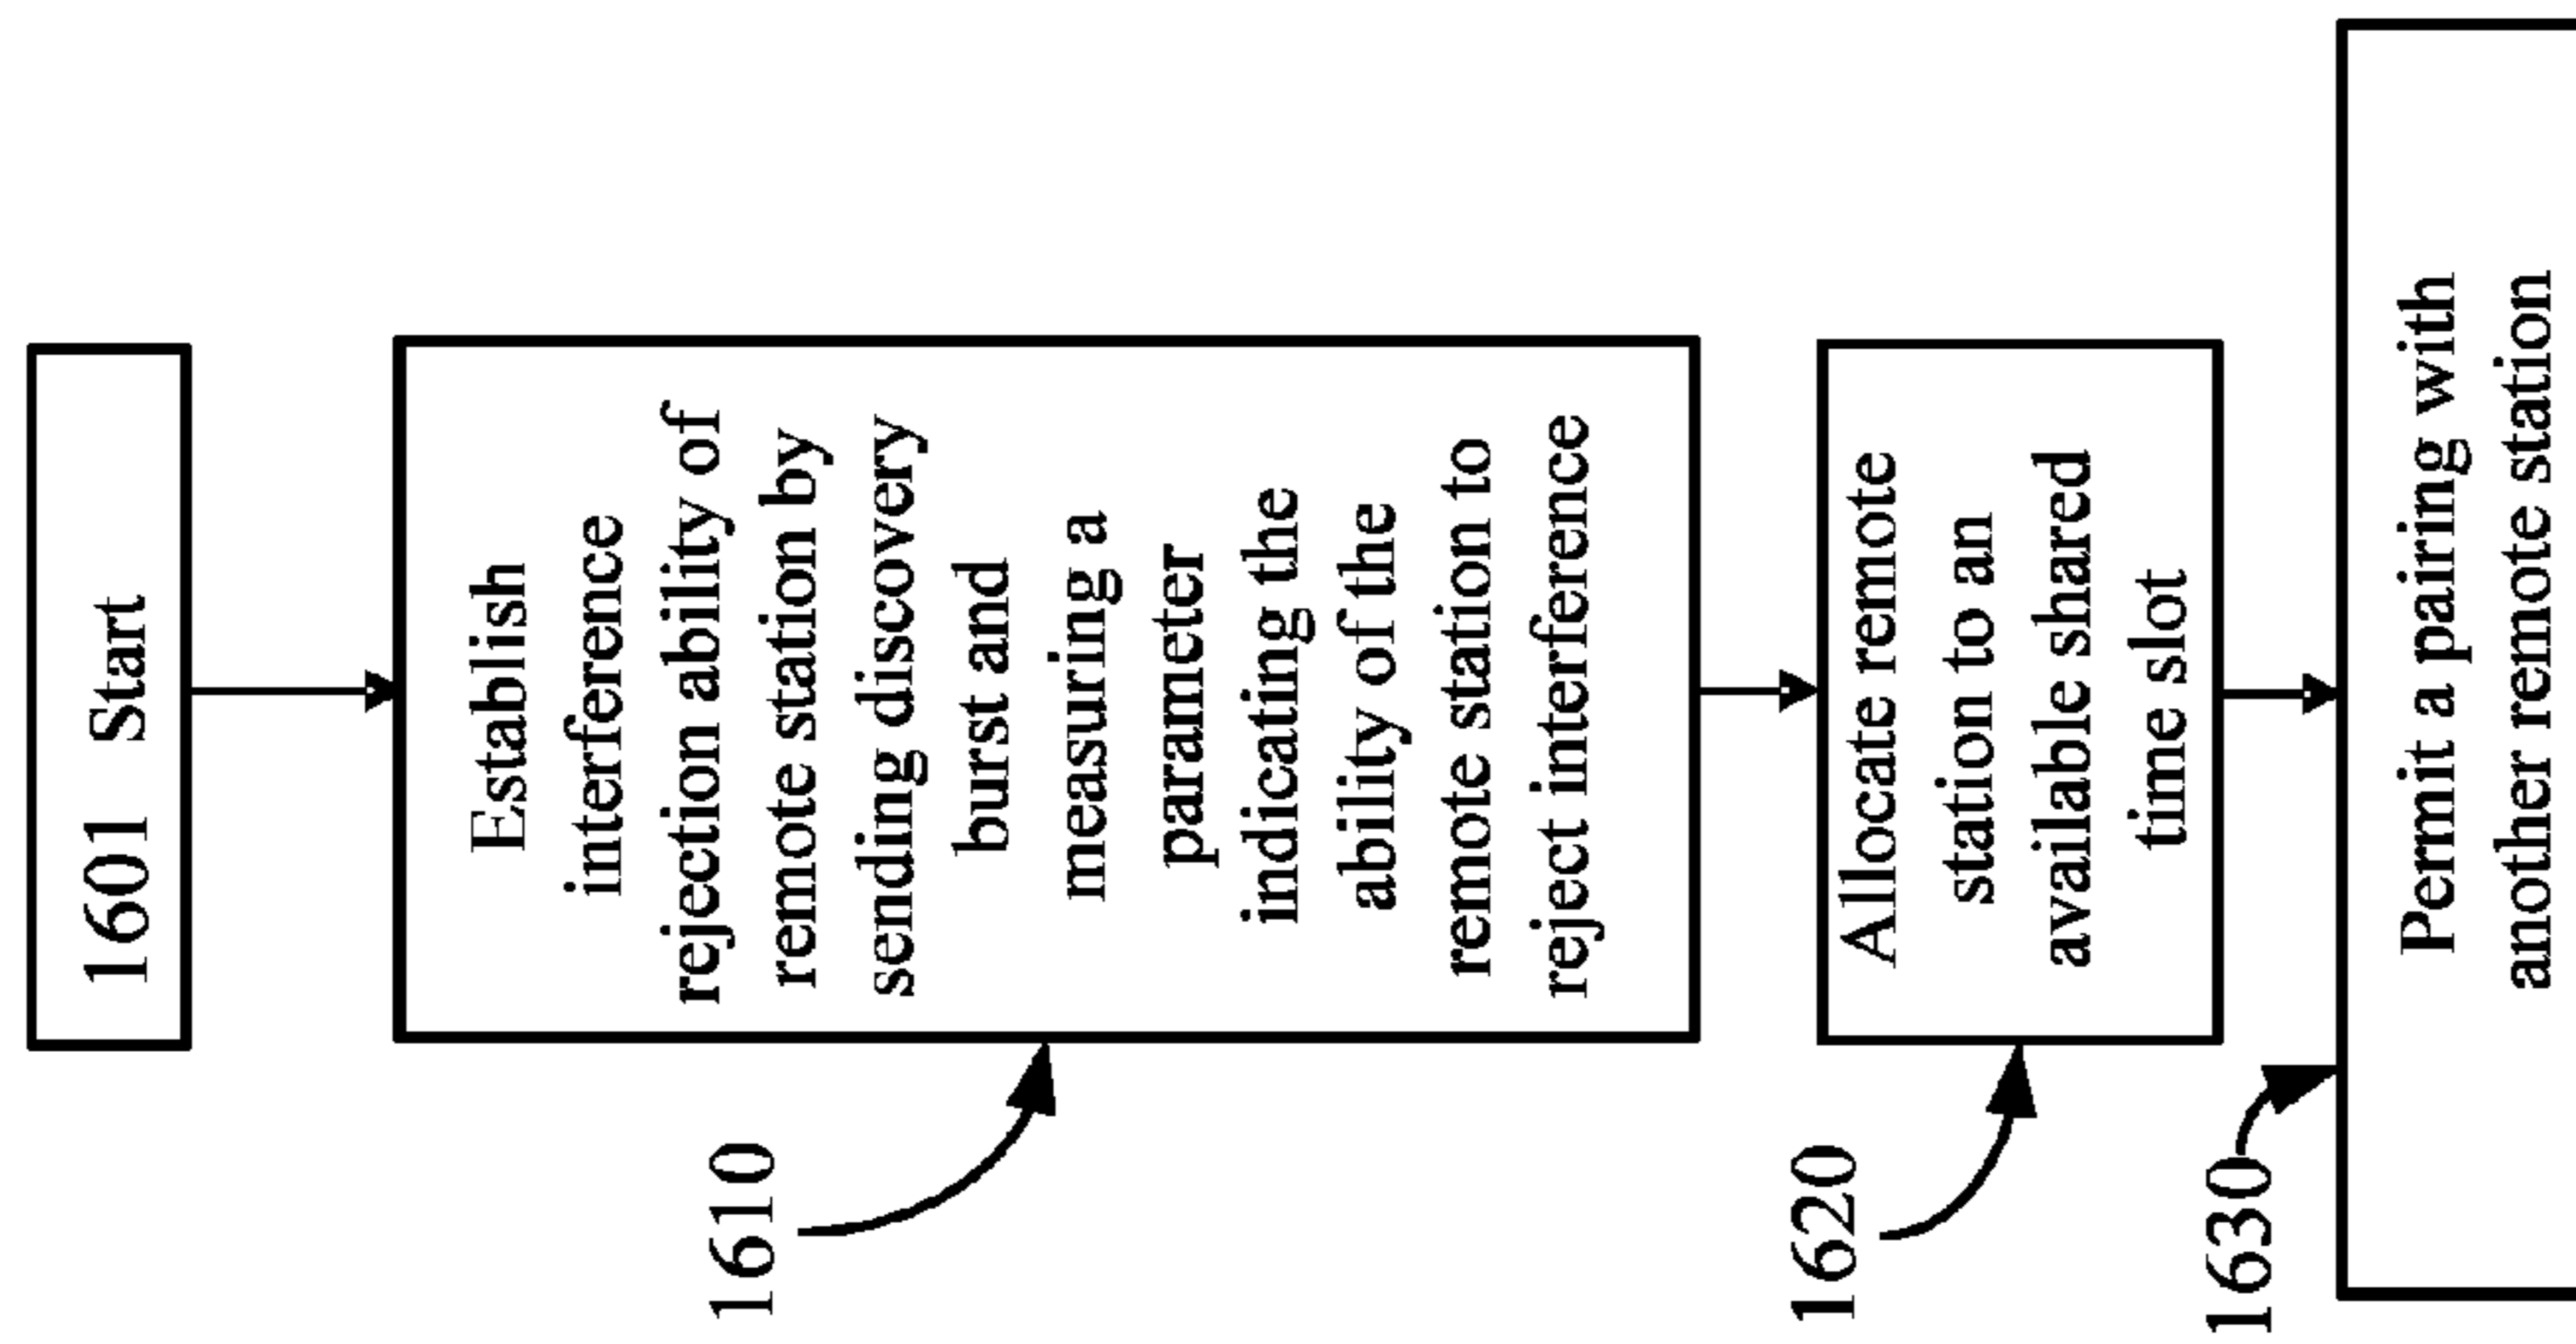 1601 Start
Establish
interference
rejection ability of
remote station by
sending discovery
burst and
measuring a
parameter
indicating the
ability of the
remote station to
reject interference
1610
Allocate remote
station to an
available shared
time slot
1620
1630
Permit a pairing with
another remote station